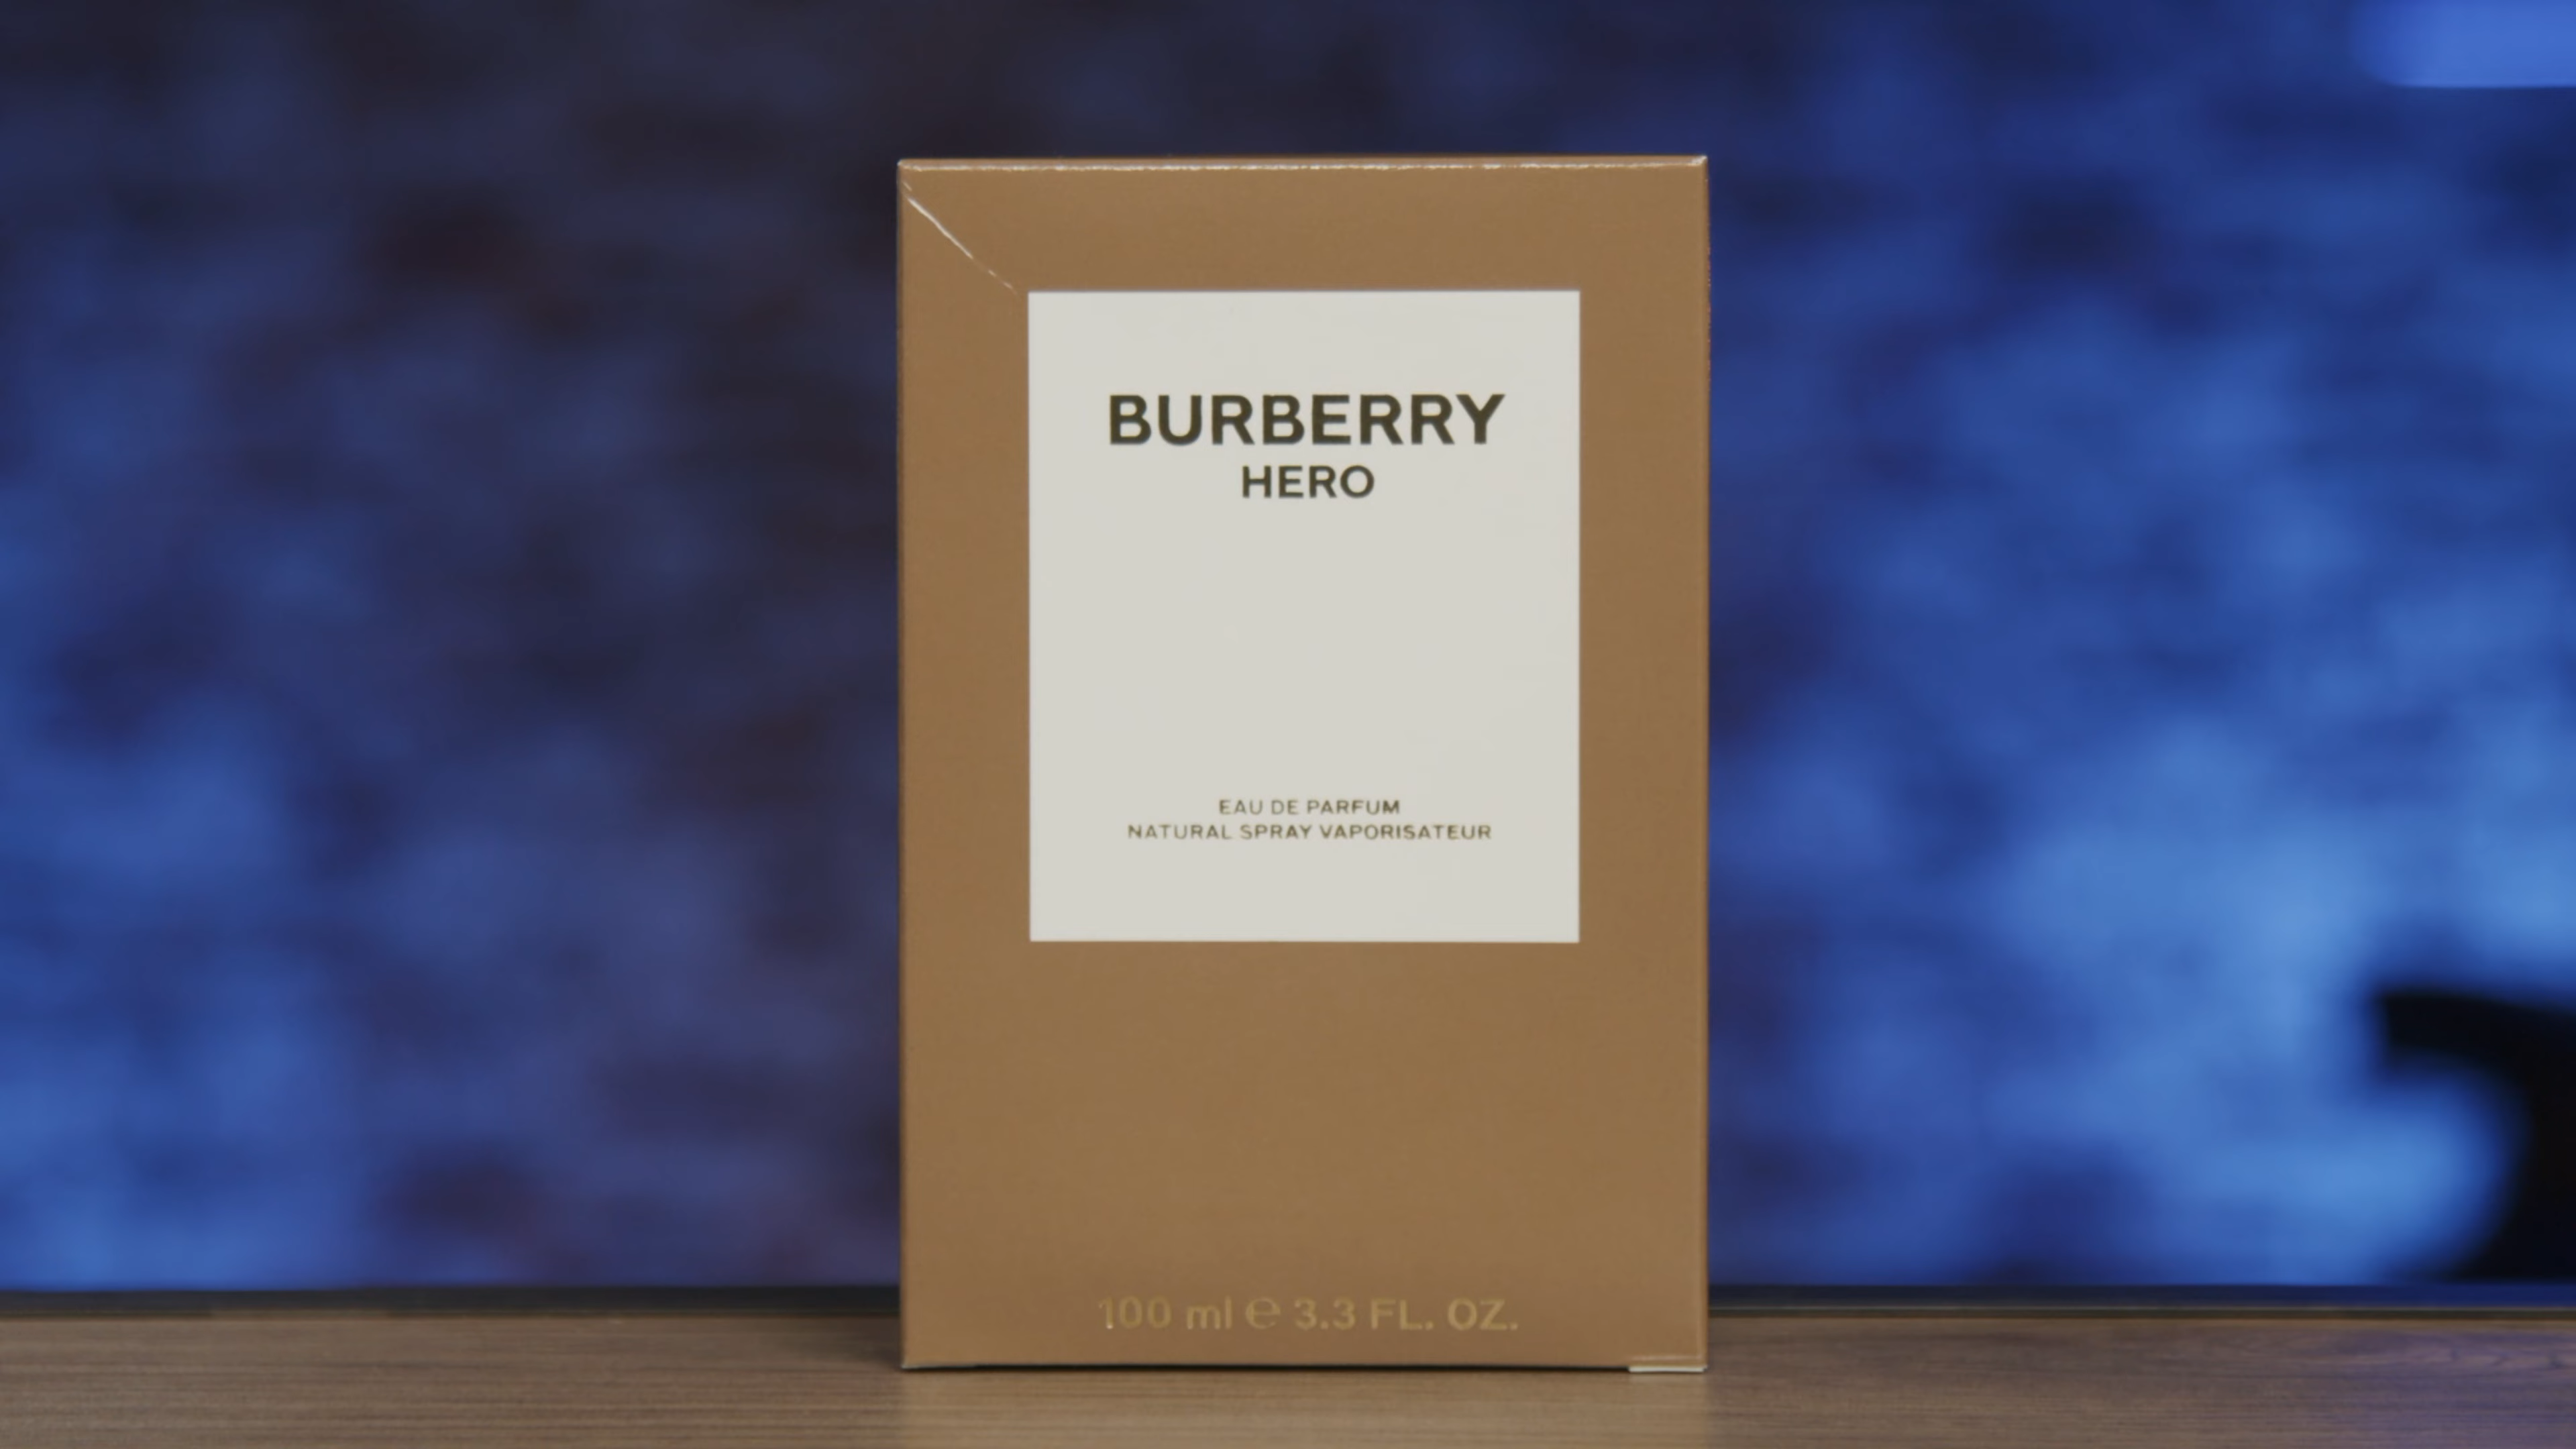 BURBERRY
HERO
EAU DE PARFUM
NATURAL SPRAY VAPORISATEUR
100 ml ℮ 3.3 FL. OZ.